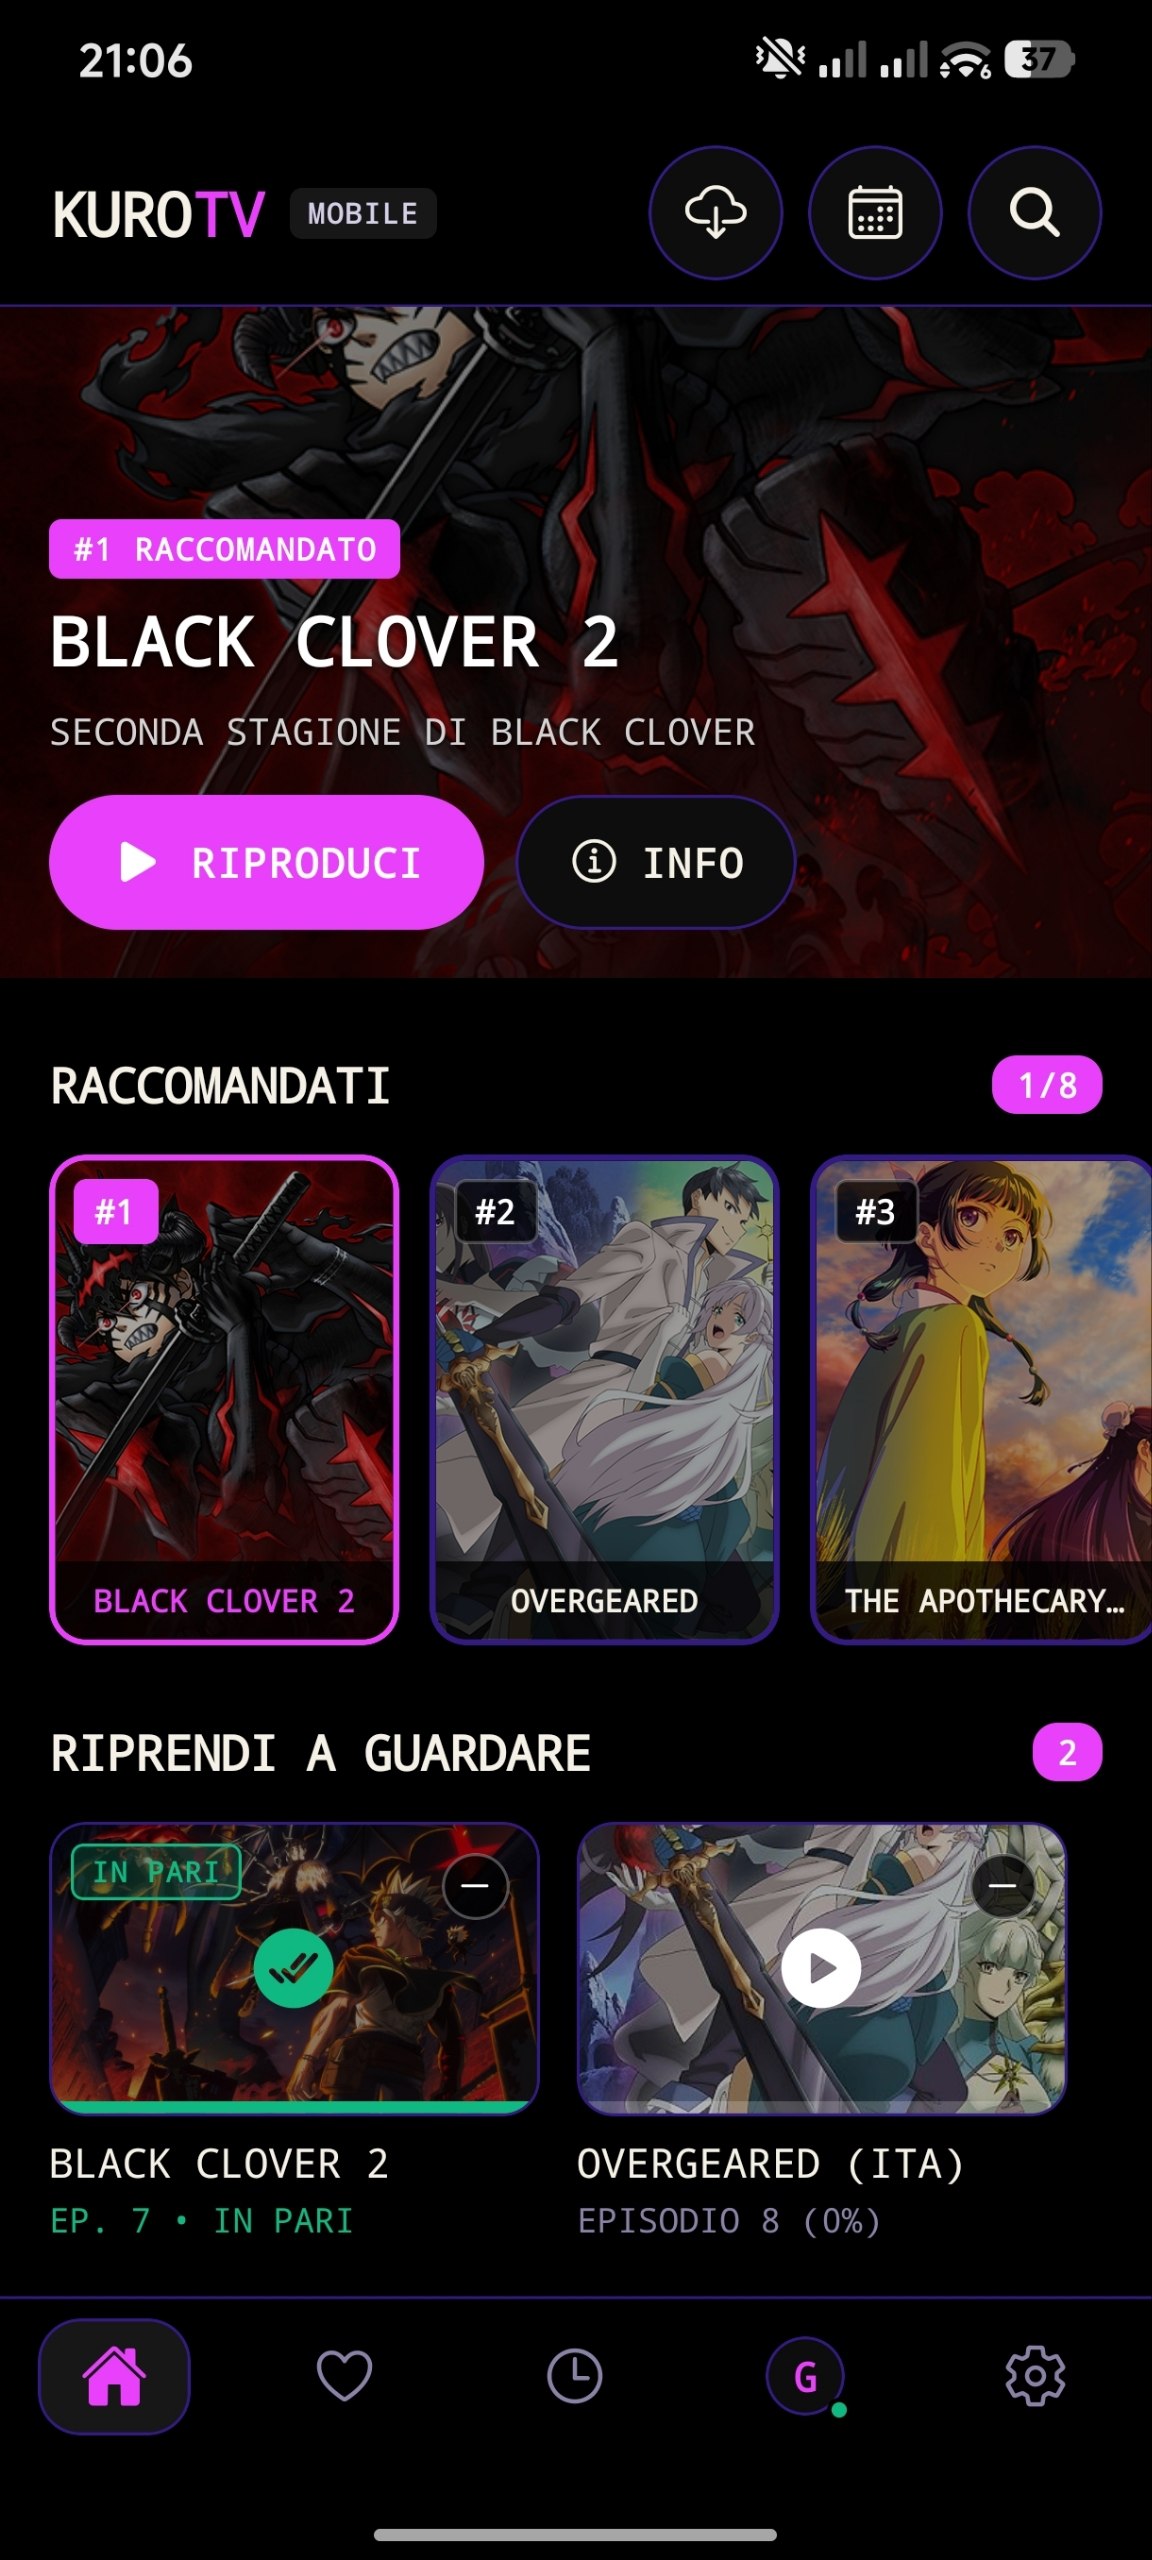 21:06
6
37
KUROTV
MOBILE
#1 RACCOMANDATO
BLACK CLOVER 2
SECONDA STAGIONE DI BLACK CLOVER
RIPRODUCI
INFO
RACCOMANDATI
1/8
#1
#2
#3
BLACK CLOVER 2
OVERGEARED
THE APOTHECARY…
RIPRENDI A GUARDARE
2
IN PARI
BLACK CLOVER 2
OVERGEARED (ITA)
EP. 7 • IN PARI
EPISODIO 8 (0%)
G